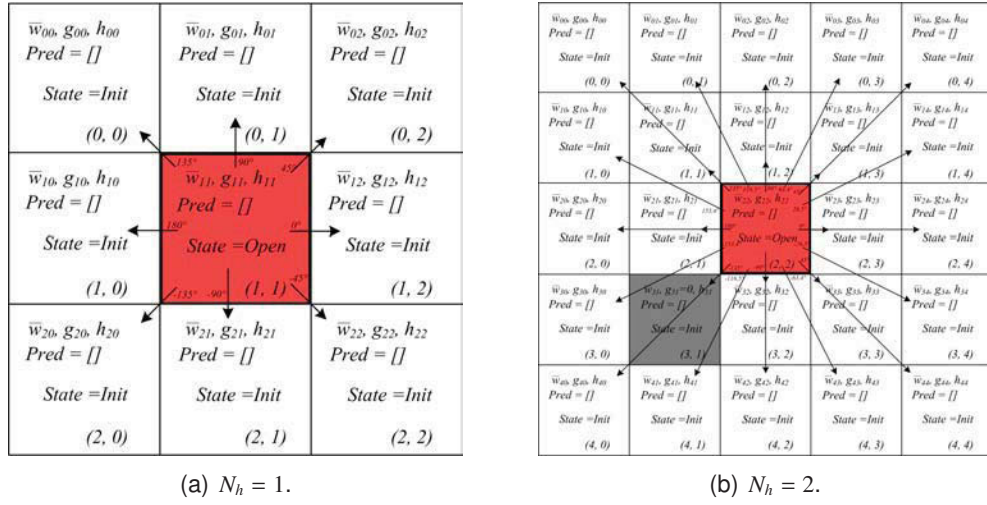 w̅00, g00, h00
Pred = []
State =Init
(0, 0)
w̅01, g01, h01
Pred = []
State =Init
(0, 1)
w̅02, g02, h02
Pred = []
State =Init
(0, 2)
w̅10, g10, h10
Pred = []
State =Init
(1, 0)
135°
90°
45°
w̅11, g11, h11
Pred = []
180°
0°
State =Open
-135°
-90°
-45°
(1, 1)
w̅12, g12, h12
Pred = []
State =Init
(1, 2)
w̅20, g20, h20
Pred = []
State =Init
(2, 0)
w̅21, g21, h21
Pred = []
State =Init
(2, 1)
w̅22, g22, h22
Pred = []
State =Init
(2, 2)
(a) Nh = 1.
w̅00, g00, h00
Pred = []
State =Init
(0, 0)
w̅01, g01, h01
Pred = []
State =Init
(0, 1)
w̅02, g02, h02
Pred = []
State =Init
(0, 2)
w̅03, g03, h03
Pred = []
State =Init
(0, 3)
w̅04, g04, h04
Pred = []
State =Init
(0, 4)
w̅10, g10, h10
Pred = []
State =Init
(1, 0)
w̅11, g11, h11
Pred = []
State =Init
(1, 1)
w̅12, g12, h12
Pred = []
State =Init
(1, 2)
w̅13, g13, h13
Pred = []
State =Init
(1, 3)
w̅14, g14, h14
Pred = []
State =Init
(1, 4)
w̅20, g20, h20
Pred = []
State =Init
(2, 0)
w̅21, g21, h21
Pred = []
State =Init
(2, 1)
w̅22, g22, h22
Pred = []
State =Open
(2, 2)
w̅23, g23, h23
Pred = []
State =Init
(2, 3)
w̅24, g24, h24
Pred = []
State =Init
(2, 4)
w̅30, g30, h30
Pred = []
State =Init
(3, 0)
w̅31, g31=0, h31
State =Init
(3, 1)
w̅32, g32, h32
Pred = []
State =Init
(3, 2)
w̅33, g33, h33
Pred = []
State =Init
(3, 3)
w̅34, g34, h34
Pred = []
State =Init
(3, 4)
w̅40, g40, h40
Pred = []
State =Init
(4, 0)
w̅41, g41, h41
Pred = []
State =Init
(4, 1)
w̅42, g42, h42
Pred = []
State =Init
(4, 2)
w̅43, g43, h43
Pred = []
State =Init
(4, 3)
w̅44, g44, h44
Pred = []
State =Init
(4, 4)
(b) Nh = 2.